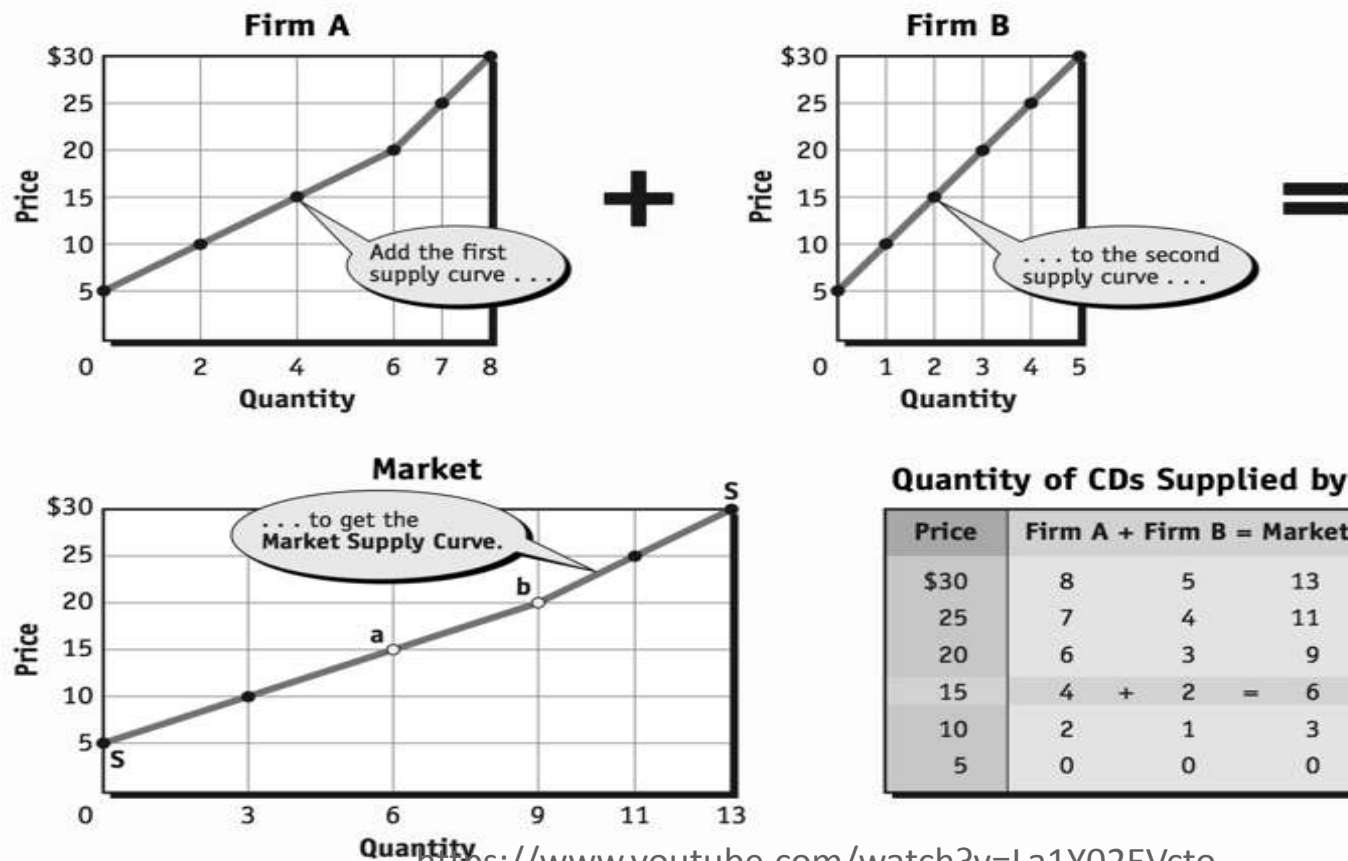 Firm A
$30
25
20
15
10
5
0
Price
2 4 6 7 8
Quantity
Add the first
supply curve . . .
+
Firm B
$30
25
20
15
10
5
0
Price
1 2 3 4 5
Quantity
. . . to the second
supply curve . . .
=
Market
$30
25
20
15
10
5
0
Price
. . . to get the
Market Supply Curve.
S
a
b
S
3 6 9 11 13
Quantity
Quantity of CDs Supplied by
Price Firm A + Firm B = Market
$30 8 5 13
25 7 4 11
20 6 3 9
15 4 + 2 = 6
10 2 1 3
5 0 0 0